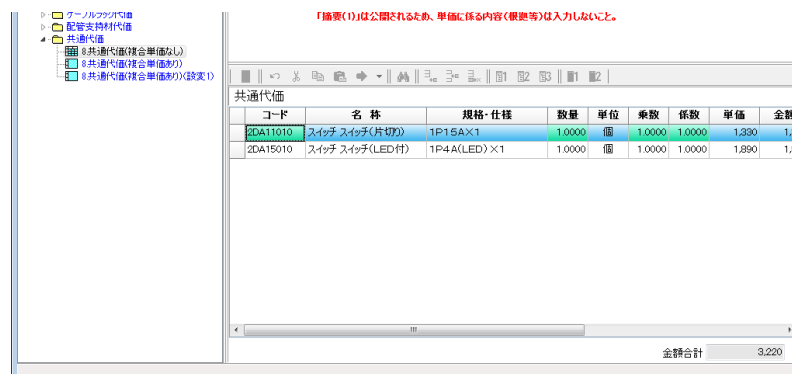 ケーブルラック代価
配管支持材代価
共通代価
8.共通代価(複合単価なし)
8.共通代価(複合単価あり)
8.共通代価(複合単価あり)(設変1)
「摘要(1)」は公開されるため、単価に係る内容(根拠等)は入力しないこと。
共通代価
コード 名 称 規格・仕様 数量 単位 乗数 係数 単価 金額
2DA11010 スイッチ スイッチ(片切り) 1P15A×1 1.0000 個 1.0000 1.0000 1,330 1,
2DA15010 スイッチ スイッチ(LED付) 1P4A(LED)×1 1.0000 個 1.0000 1.0000 1,890 1,
金額合計 3,220